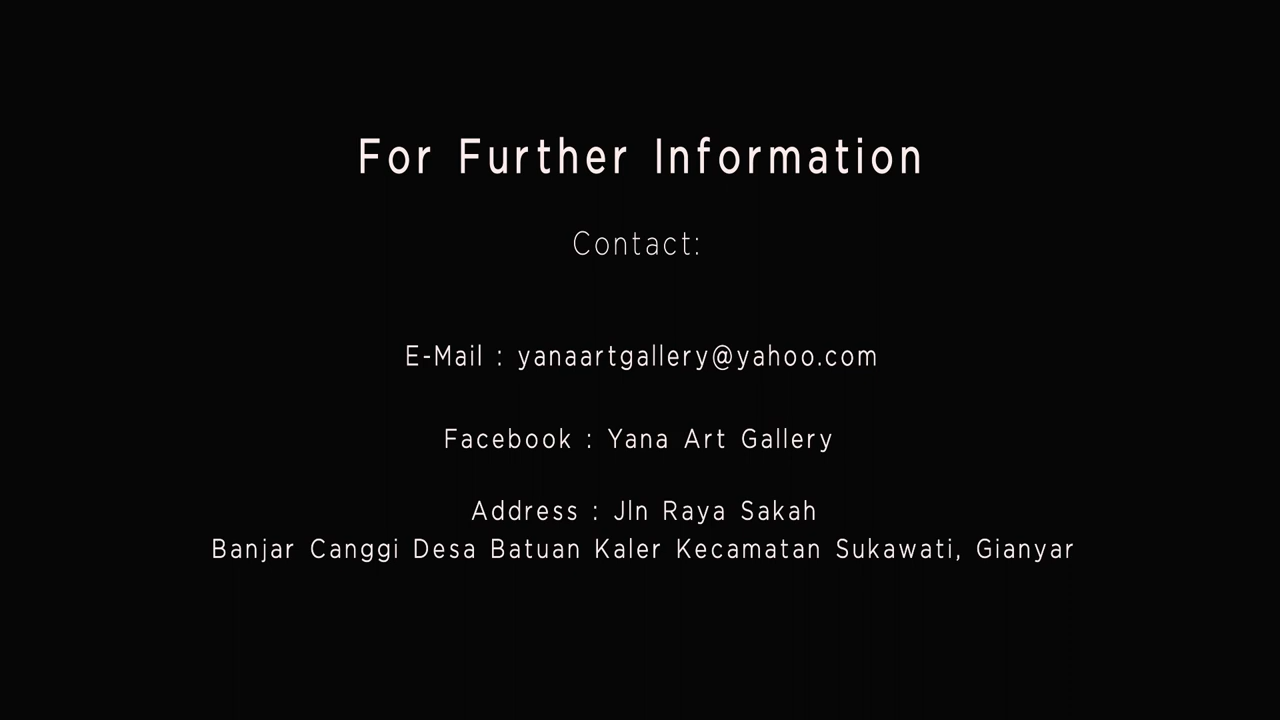 For Further Information
Contact:
E-Mail : yanaartgallery@yahoo.com
Facebook : Yana Art Gallery
Address : Jln Raya Sakah
Banjar Canggi Desa Batuan Kaler Kecamatan Sukawati, Gianyar